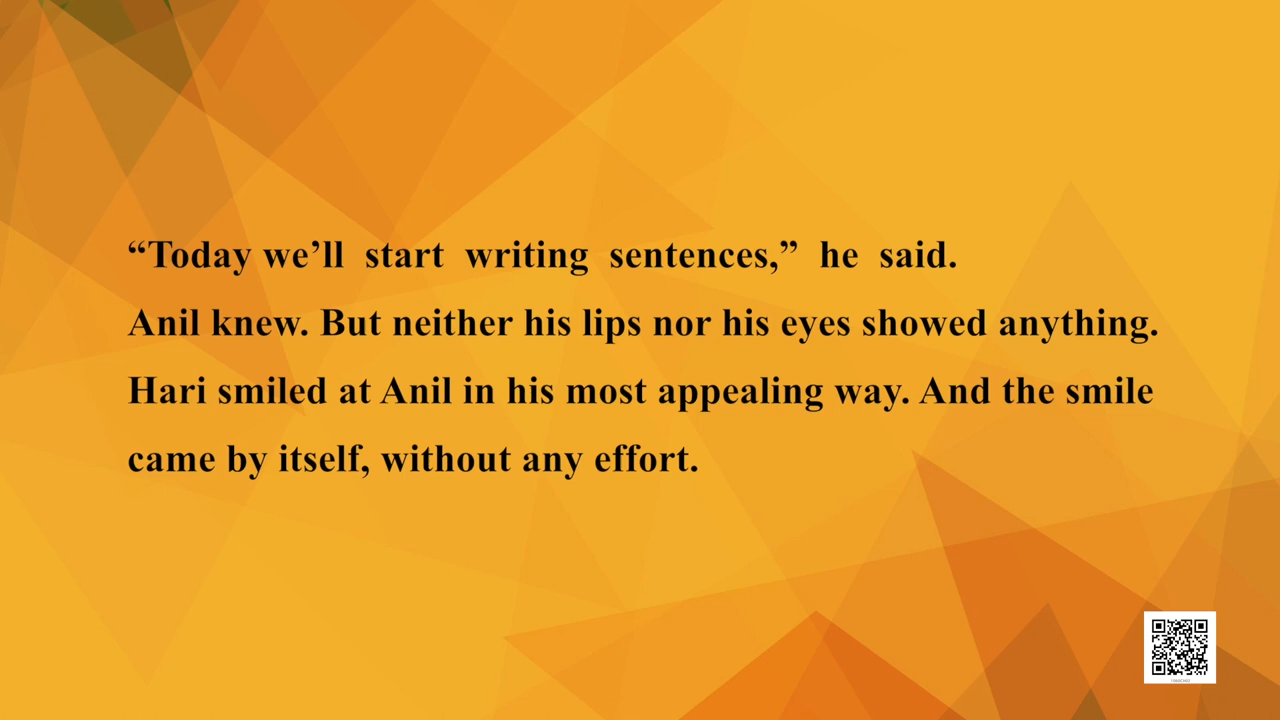 “Today we’ll start writing sentences,” he said.
Anil knew. But neither his lips nor his eyes showed anything.
Hari smiled at Anil in his most appealing way. And the smile
came by itself, without any effort.